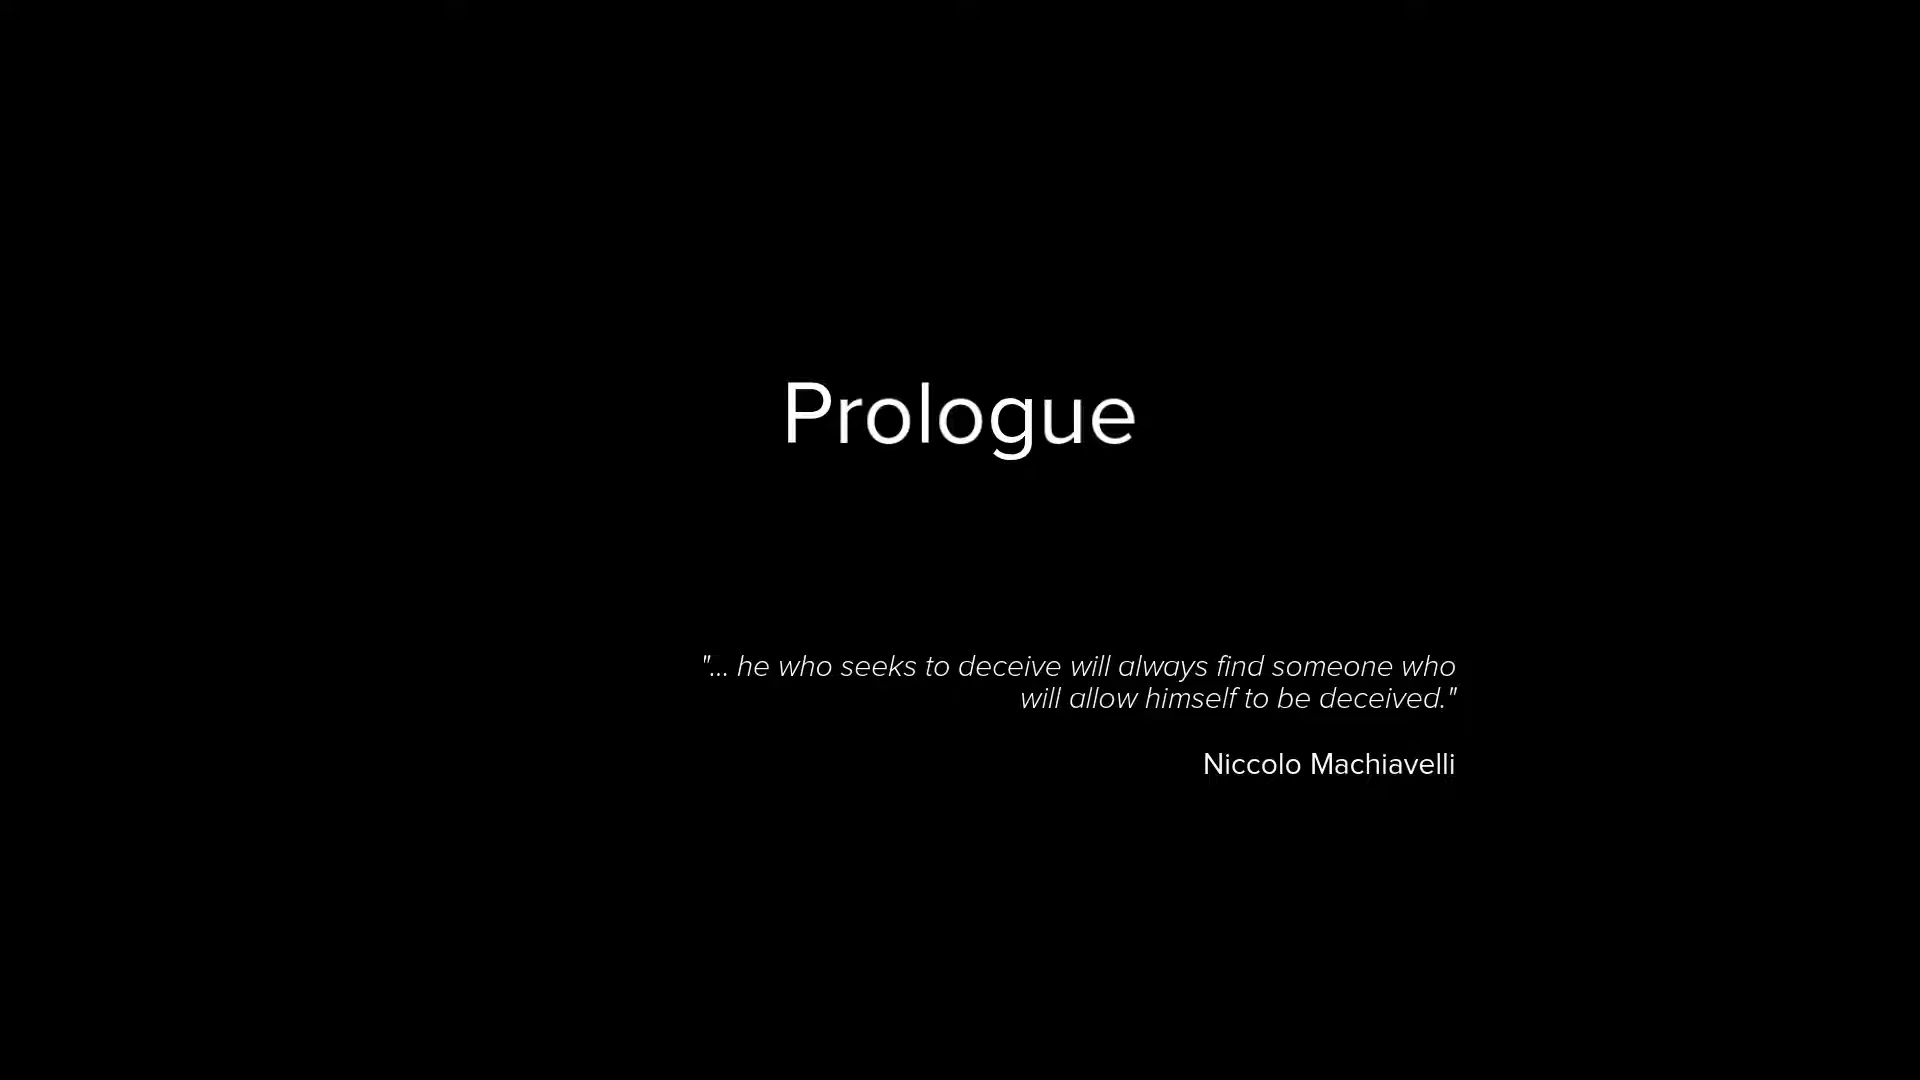 Prologue
"... he who seeks to deceive will always find someone who
will allow himself to be deceived."
Niccolo Machiavelli